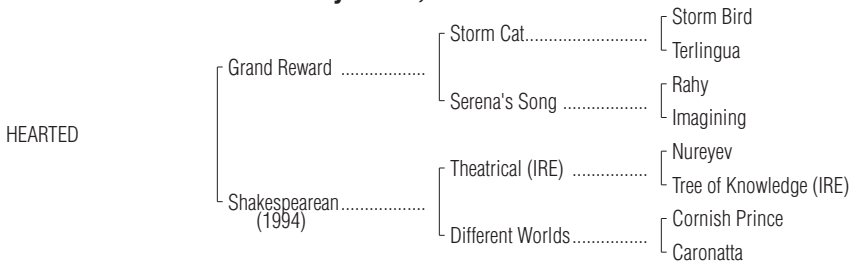 Storm Bird
Storm Cat..........................
Terlingua
Grand Reward ..................
Rahy
Serena's Song ..................
Imagining
HEARTED
Nureyev
Theatrical (IRE) ................
Tree of Knowledge (IRE)
Shakespearean..................
(1994)
Cornish Prince
Different Worlds................
Caronatta